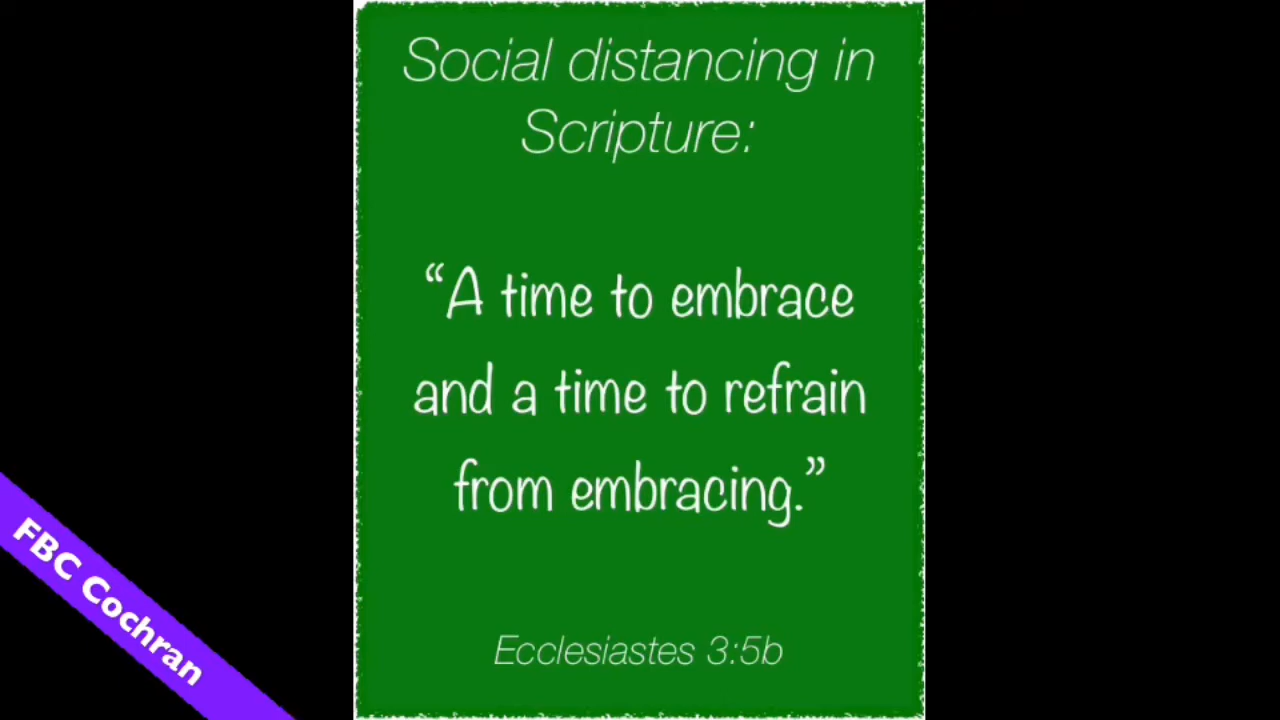 Social distancing in
Scripture:
“A time to embrace
and a time to refrain
from embracing.”
Ecclesiastes 3:5b
FBC Cochran